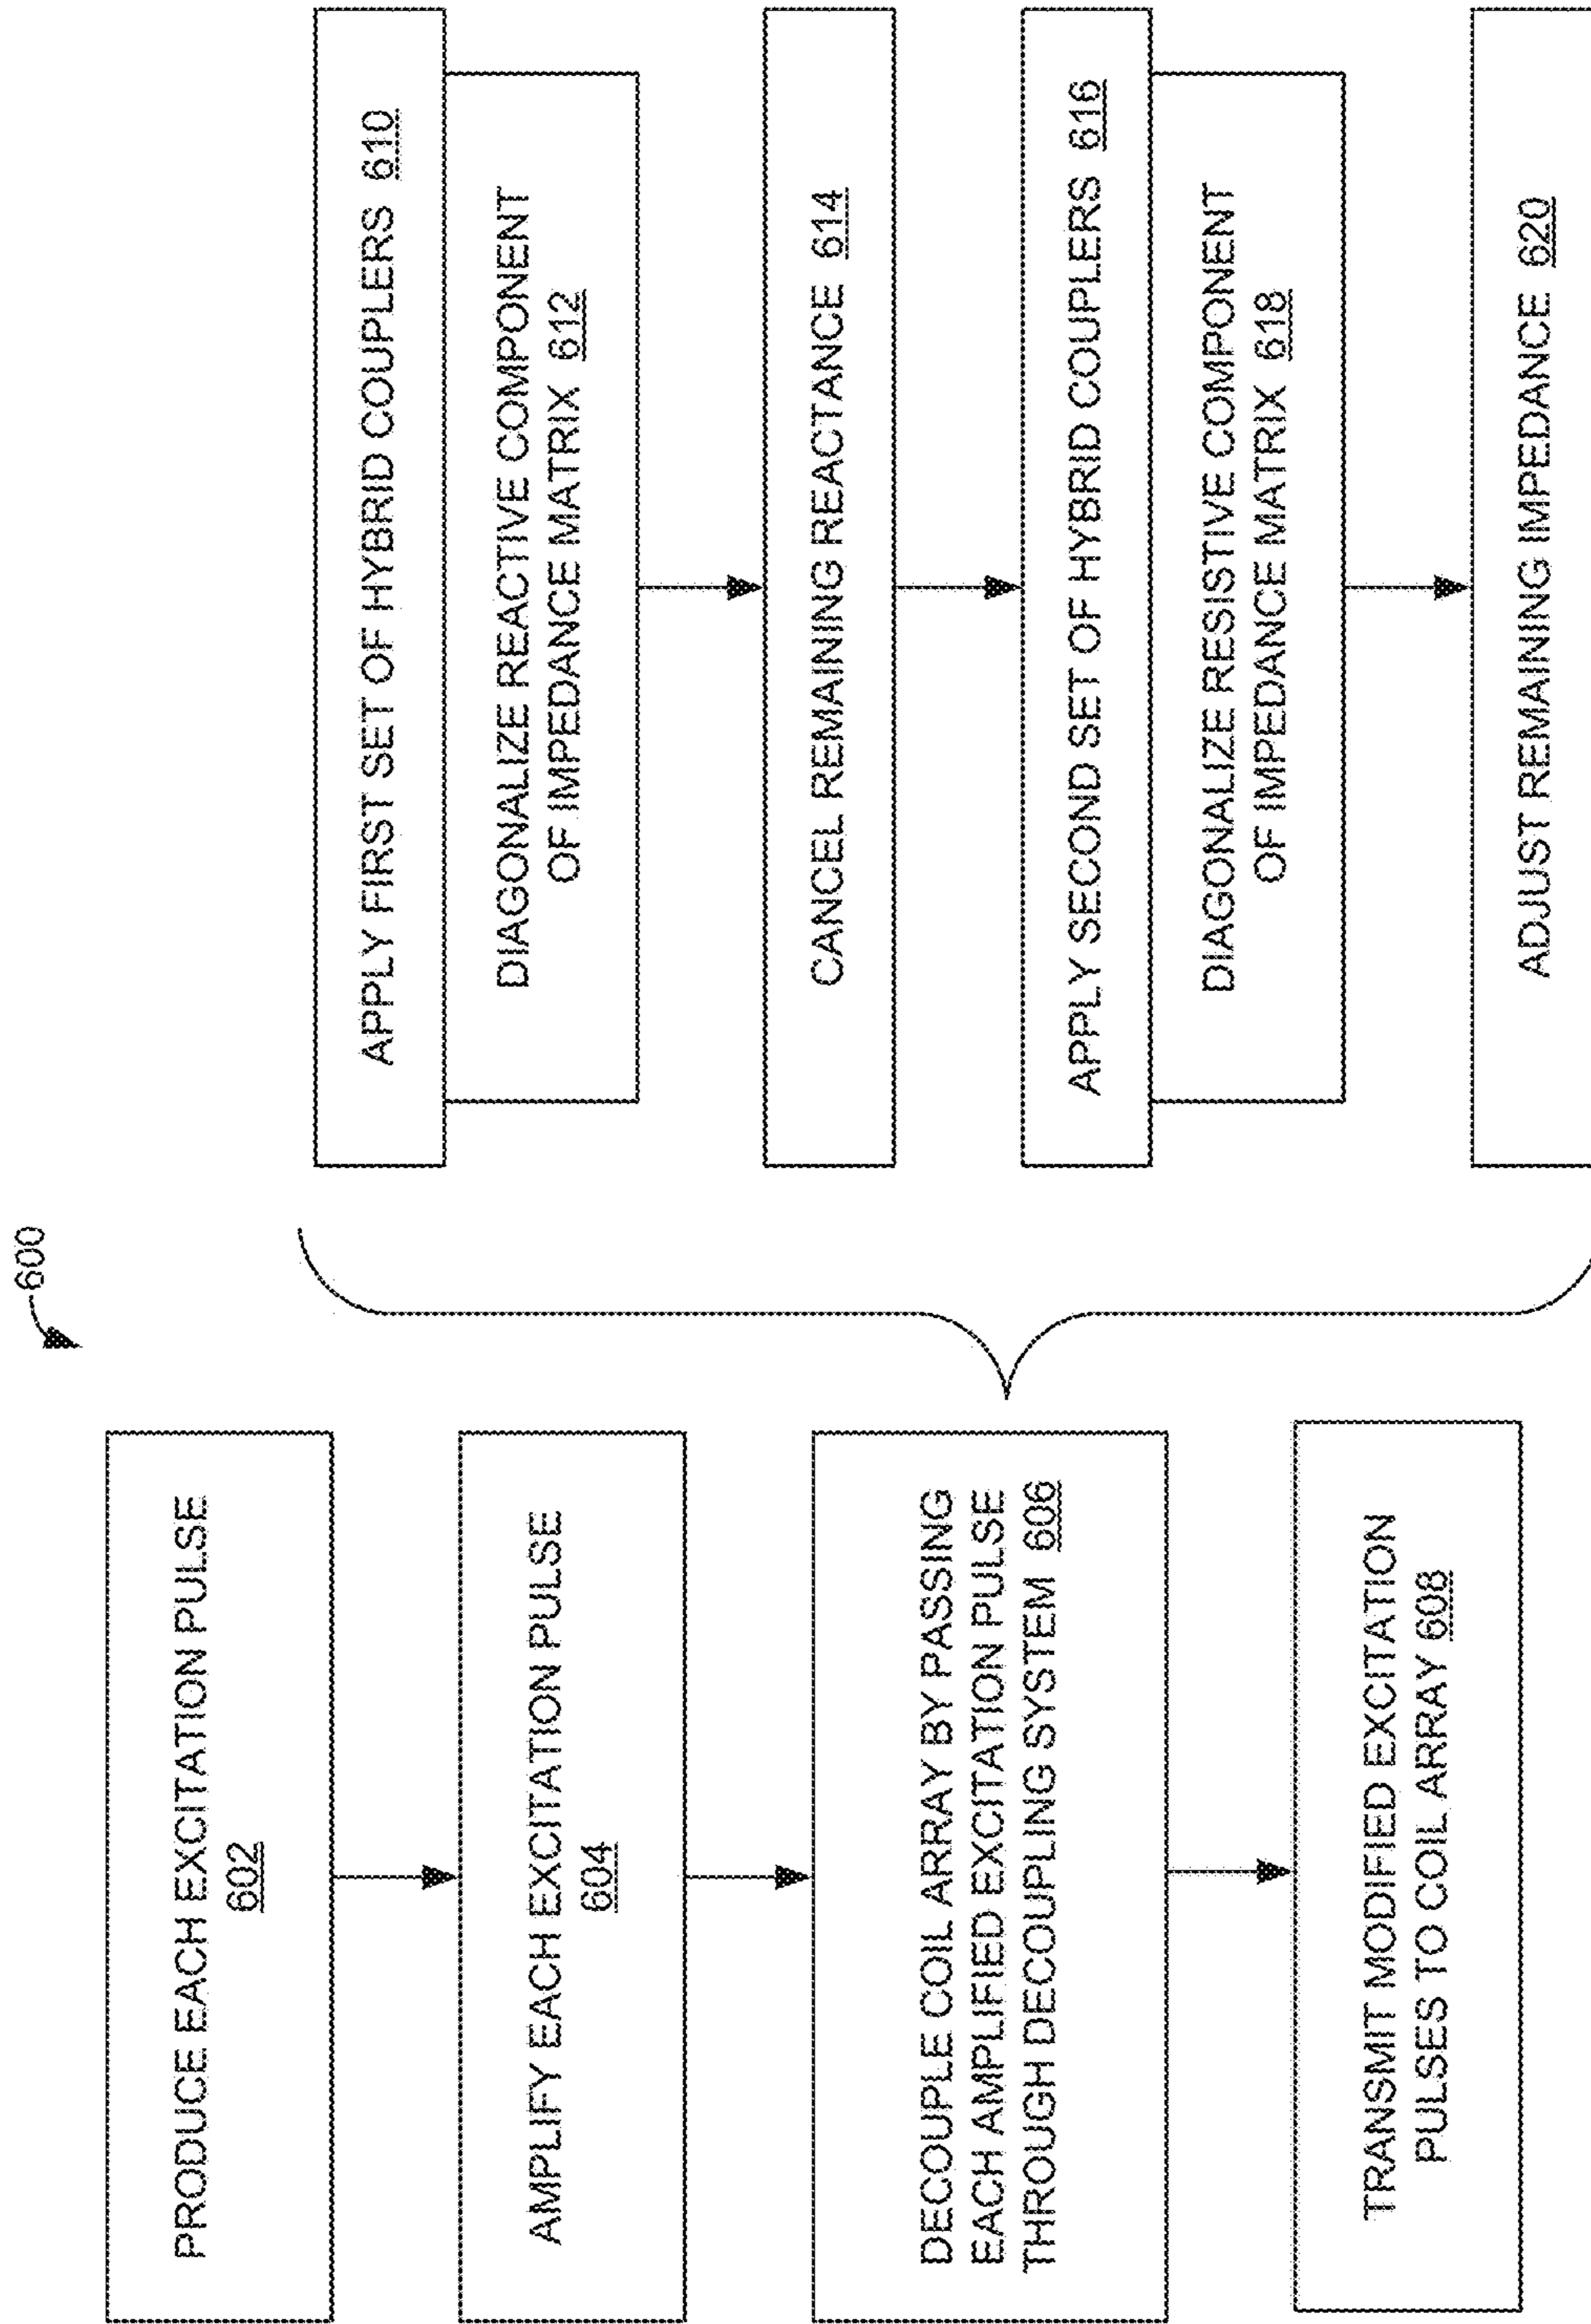 600
PRODUCE EACH EXCITATION PULSE
602
AMPLIFY EACH EXCITATION PULSE
604
DECOUPLE COIL ARRAY BY PASSING
EACH AMPLIFIED EXCITATION PULSE
THROUGH DECOUPLING SYSTEM 606
TRANSMIT MODIFIED EXCITATION
PULSES TO COIL ARRAY 608
APPLY FIRST SET OF HYBRID COUPLERS 610
DIAGONALIZE REACTIVE COMPONENT
OF IMPEDANCE MATRIX 612
CANCEL REMAINING REACTANCE 614
APPLY SECOND SET OF HYBRID COUPLERS 616
DIAGONALIZE RESISTIVE COMPONENT
OF IMPEDANCE MATRIX 618
ADJUST REMAINING IMPEDANCE 620